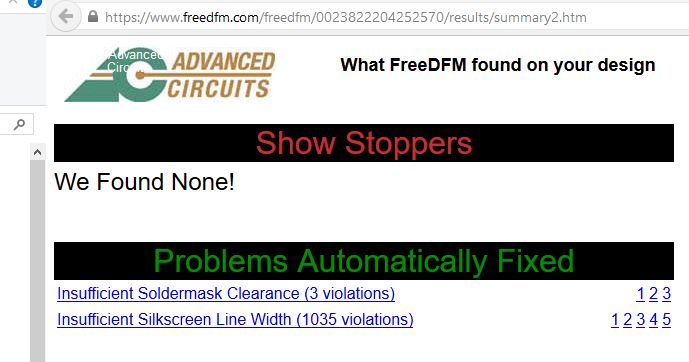 https://www.freedfm.com/freedfm/0023822204252570/results/summary2.htm
Advanced
Circuits
ADVANCED
CIRCUITS
What FreeDFM found on your design
Show Stoppers
We Found None!
Problems Automatically Fixed
Insufficient Soldermask Clearance (3 violations) 1 2 3
Insufficient Silkscreen Line Width (1035 violations) 1 2 3 4 5